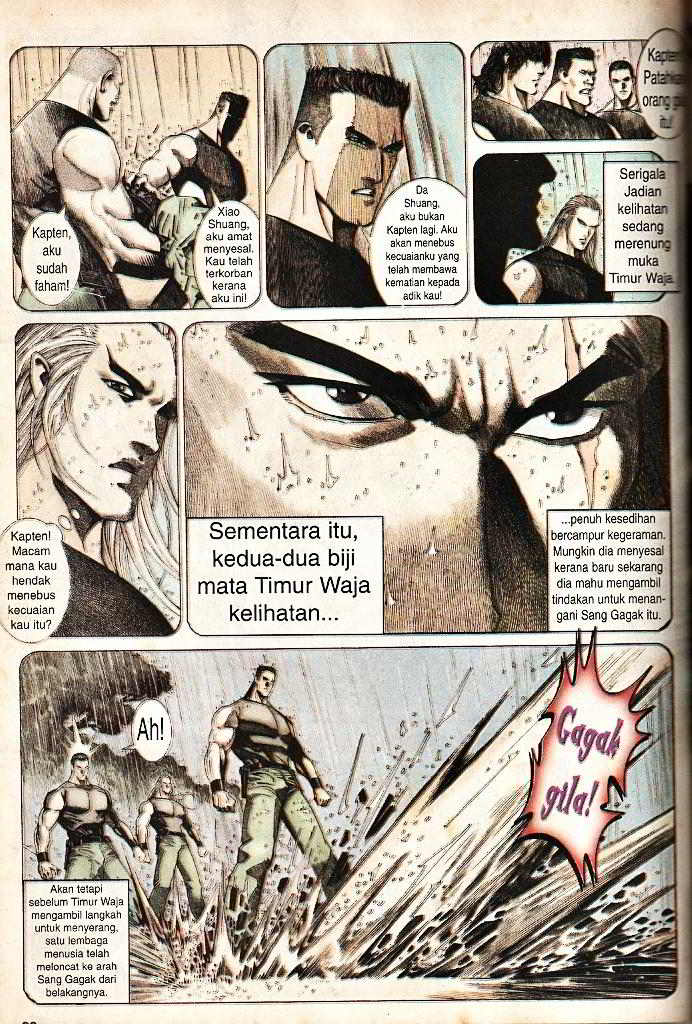 Kapten,
aku
sudah
faham!
Xiao
Shuang,
aku amat
menyesal.
Kau telah
terkorban
kerana
aku ini!
Da
Shuang,
aku bukan
Kapten lagi. Aku
akan menebus
kecuaianku yang
telah membawa
kematian kepada
adik kau!
itu!
Serigala
Jadian
kelihatan
sedang
merenung
muka
Timur Waja.
Kapten!
Macam
mana kau
hendak
menebus
kecuaian
kau itu?
Sementara itu,
kedua-dua biji
mata Timur Waja
kelihatan...
...penuh kesedihan
bercampur kegeraman.
Mungkin dia menyesal
kerana baru sekarang
dia mahu mengambil
tindakan untuk menan-
gani Sang Gagak itu.
Ah!
Gagak
gila!
Akan tetapi
sebelum Timur Waja
mengambil langkah
untuk menyerang,
satu lembaga
menusia telah
meloncat ke arah
Sang Gagak dari
belakangnya.